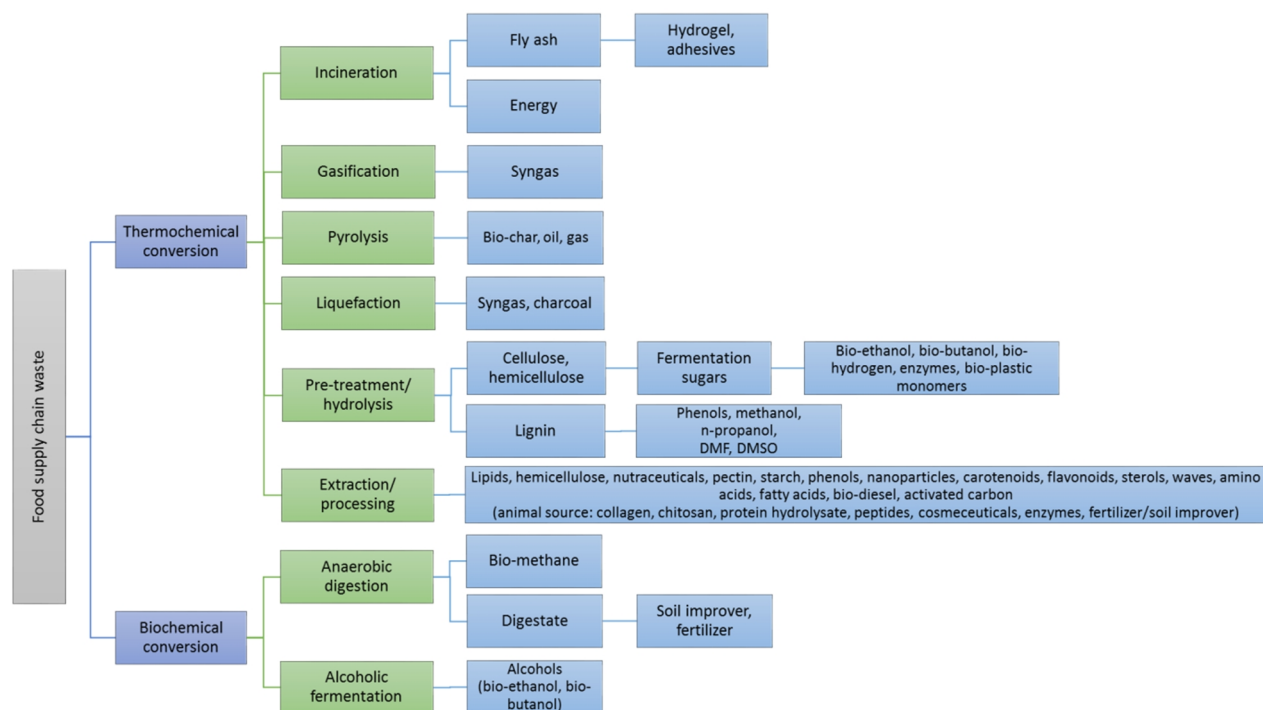 Food supply chain waste
Thermochemical
conversion
Incineration
Fly ash
Hydrogel,
adhesives
Energy
Gasification
Syngas
Pyrolysis
Bio-char, oil, gas
Liquefaction
Syngas, charcoal
Pre-treatment/
hydrolysis
Cellulose,
hemicellulose
Fermentation
sugars
Bio-ethanol, bio-butanol, bio-
hydrogen, enzymes, bio-plastic
monomers
Lignin
Phenols, methanol,
n-propanol,
DMF, DMSO
Extraction/
processing
Lipids, hemicellulose, nutraceuticals, pectin, starch, phenols, nanoparticles, carotenoids, flavonoids, sterols, waves, amino
acids, fatty acids, bio-diesel, activated carbon
(animal source: collagen, chitosan, protein hydrolysate, peptides, cosmeceuticals, enzymes, fertilizer/soil improver)
Biochemical
conversion
Anaerobic
digestion
Bio-methane
Digestate
Soil improver,
fertilizer
Alcoholic
fermentation
Alcohols
(bio-ethanol, bio-
butanol)